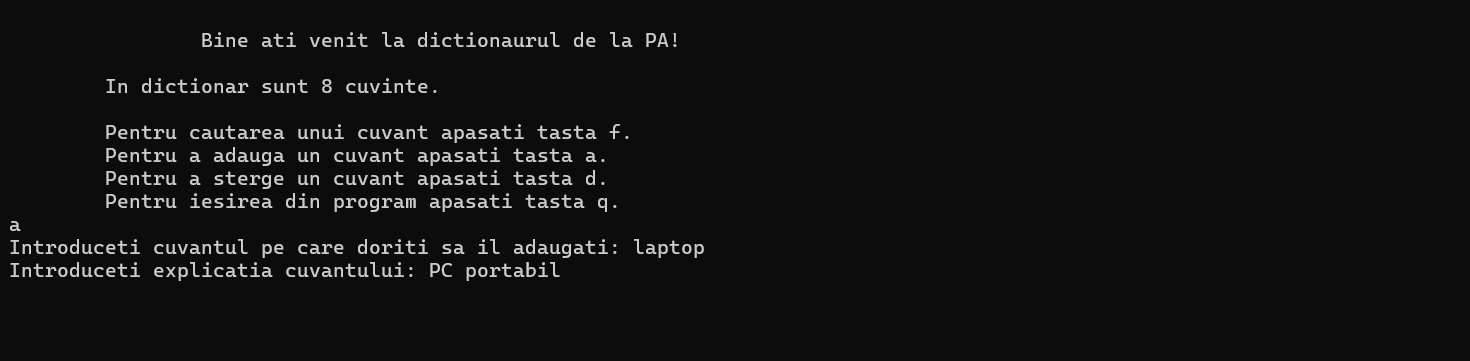 Bine ati venit la dictionaurul de la PA!
In dictionar sunt 8 cuvinte.
Pentru cautarea unui cuvant apasati tasta f.
Pentru a adauga un cuvant apasati tasta a.
Pentru a sterge un cuvant apasati tasta d.
Pentru iesirea din program apasati tasta q.
a
Introduceti cuvantul pe care doriti sa il adaugati: laptop
Introduceti explicatia cuvantului: PC portabil